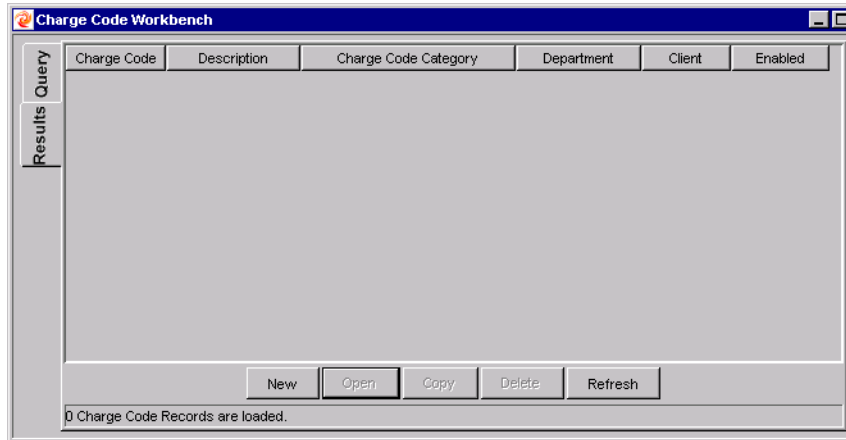 Charge Code Workbench
Query
Results
Charge Code Description Charge Code Category Department Client Enabled
New Open Copy Delete Refresh
0 Charge Code Records are loaded.